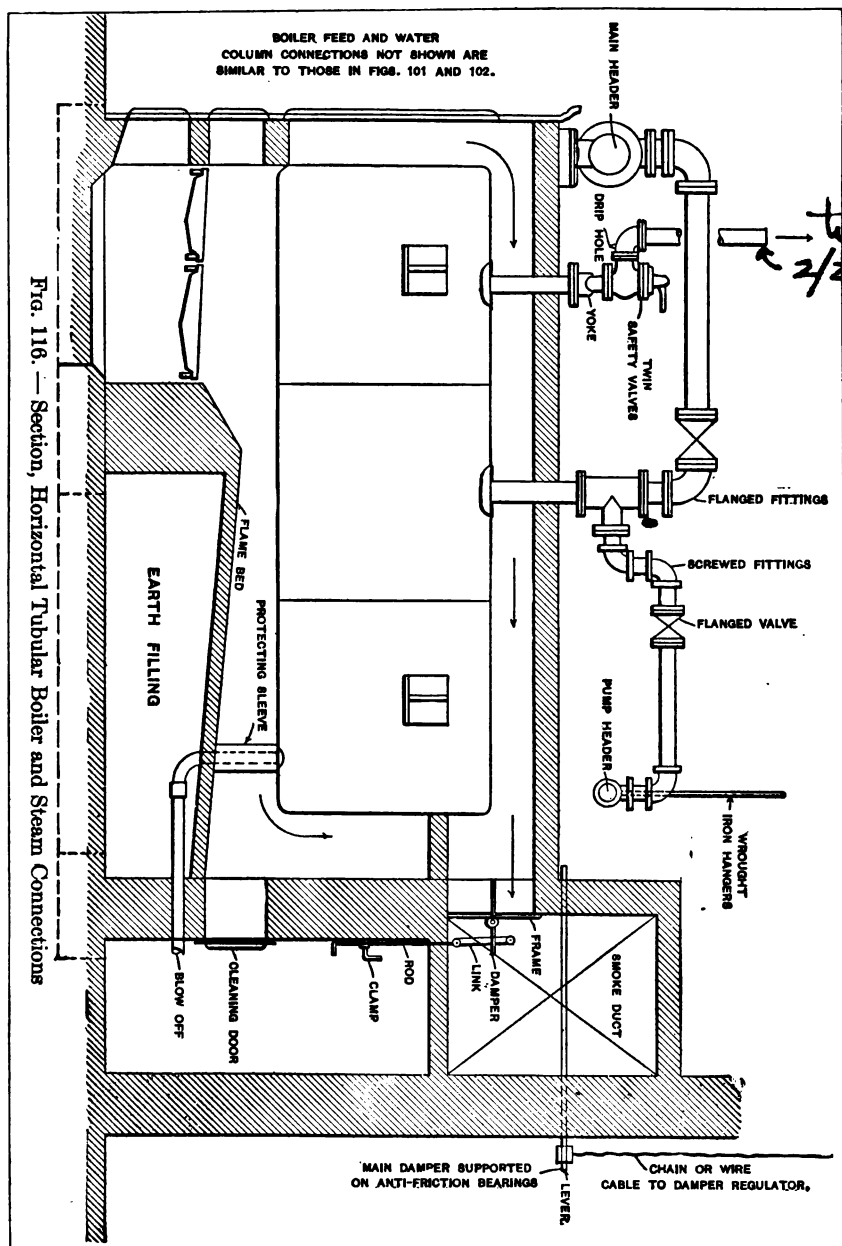 BOILER FEED AND WATER
COLUMN CONNECTIONS NOT SHOWN ARE
SIMILAR TO THOSE IN FIGS. 101 AND 102.
MAIN HEADER
DRIP HOLE
YOKE
TWIN
SAFETY VALVES
FLANGED FITTINGS
SCREWED FITTINGS
FLANGED VALVE
PUMP HEADER
WROUGHT
IRON HANGERS
FLAME BED
EARTH FILLING
PROTECTING SLEEVE
BLOW OFF
CLEANING DOOR
CLAMP
ROD
LINK
DAMPER
FRAME
SMOKE DUCT
MAIN DAMPER SUPPORTED
ON ANTI-FRICTION BEARINGS
LEVER
CHAIN OR WIRE
CABLE TO DAMPER REGULATOR.
FIG. 116. — Section, Horizontal Tubular Boiler and Steam Connections